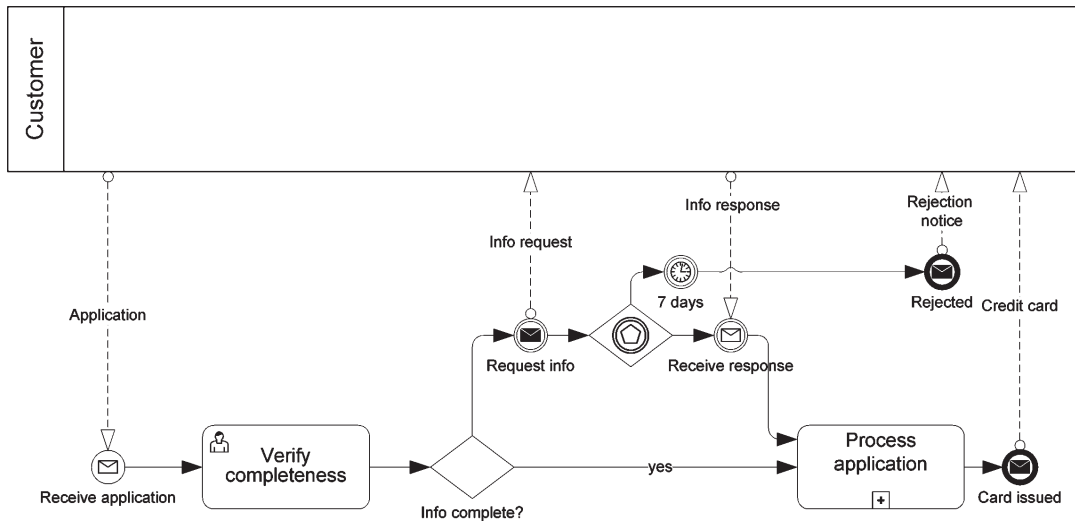 Customer
Info response
Rejection
notice
Info request
7 days
Rejected
Credit card
Application
Request info
Receive response
Verify
completeness
Process
application
yes
Receive application
Info complete?
Card issued